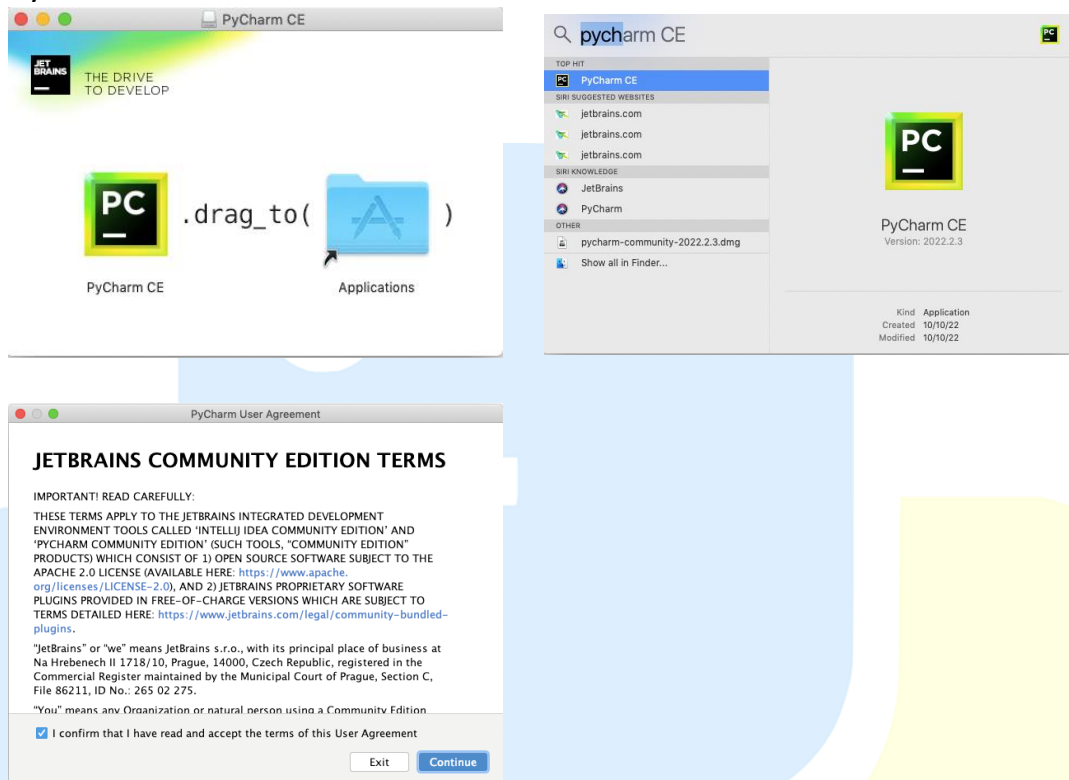 PyCharm CE
JET
BRAINS
THE DRIVE
TO DEVELOP
PC
.drag_to(
)
PyCharm CE
Applications
pycharm CE
PC
TOP HIT
PC
PyCharm CE
SIRI SUGGESTED WEBSITES
jetbrains.com
jetbrains.com
jetbrains.com
SIRI KNOWLEDGE
JetBrains
PyCharm
OTHER
pycharm-community-2022.2.3.dmg
Show all in Finder...
PC
PyCharm CE
Version: 2022.2.3
Kind Application
Created 10/10/22
Modified 10/10/22
PyCharm User Agreement
JETBRAINS COMMUNITY EDITION TERMS
IMPORTANT! READ CAREFULLY:
THESE TERMS APPLY TO THE JETBRAINS INTEGRATED DEVELOPMENT
ENVIRONMENT TOOLS CALLED ‘INTELLIJ IDEA COMMUNITY EDITION’ AND
‘PYCHARM COMMUNITY EDITION’ (SUCH TOOLS, “COMMUNITY EDITION”
PRODUCTS) WHICH CONSIST OF 1) OPEN SOURCE SOFTWARE SUBJECT TO THE
APACHE 2.0 LICENSE (AVAILABLE HERE: https://www.apache.
org/licenses/LICENSE-2.0), AND 2) JETBRAINS PROPRIETARY SOFTWARE
PLUGINS PROVIDED IN FREE-OF-CHARGE VERSIONS WHICH ARE SUBJECT TO
TERMS DETAILED HERE: https://www.jetbrains.com/legal/community-bundled-
plugins.
“JetBrains” or “we” means JetBrains s.r.o., with its principal place of business at
Na Hrebenech II 1718/10, Prague, 14000, Czech Republic, registered in the
Commercial Register maintained by the Municipal Court of Prague, Section C,
File 86211, ID No.: 265 02 275.
“You” means any Organization or natural person using a Community Edition
I confirm that I have read and accept the terms of this User Agreement
Exit
Continue